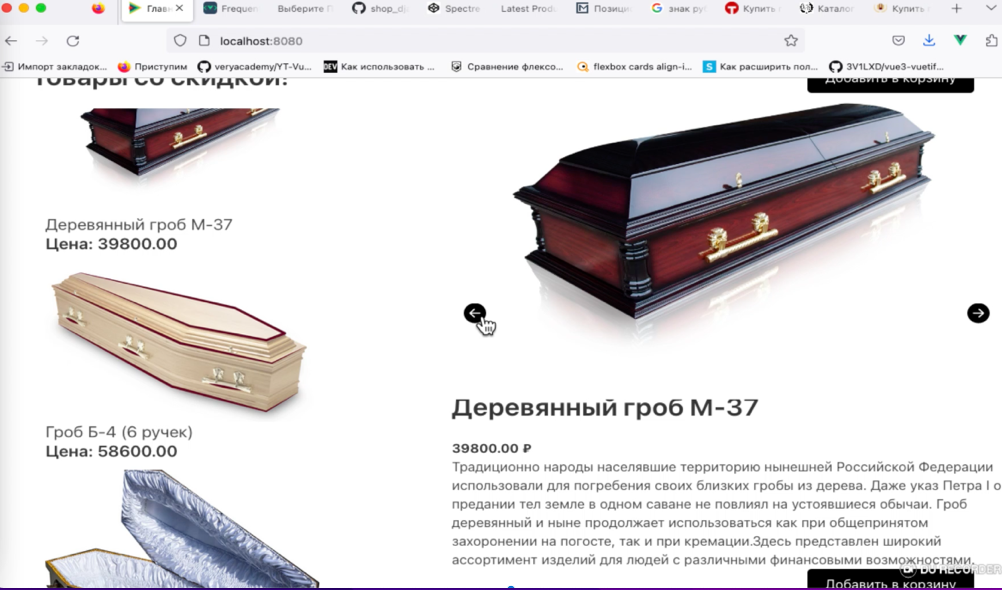 Главн
Frequen
Выберите П
shop_dj
Spectre
Latest Produ
Позици
знак руб
Купить
Каталог
Купить
localhost:8080
Импорт закладок...
Приступим
veryacademy/YT-Vu...
DEV Как использовать ...
Сравнение флексо...
flexbox cards align-i...
S Как расширить пол...
3V1LXD/vue3-vuetif...
Товары со скидкой!
Добавить в корзину
Деревянный гроб М-37
Цена: 39800.00
Гроб Б-4 (6 ручек)
Цена: 58600.00
Деревянный гроб М-37
39800.00 ₽
Традиционно народы населявшие территорию нынешней Российской Федерации
использовали для погребения своих близких гробы из дерева. Даже указ Петра I о
предании тел земле в одном саване не повлиял на устоявшиеся обычаи. Гроб
деревянный и ныне продолжает использоваться как при общепринятом
захоронении на погосте, так и при кремации.Здесь представлен широкий
ассортимент изделий для людей с различными финансовыми возможностями.
DU RECORDER
Добавить в корзину